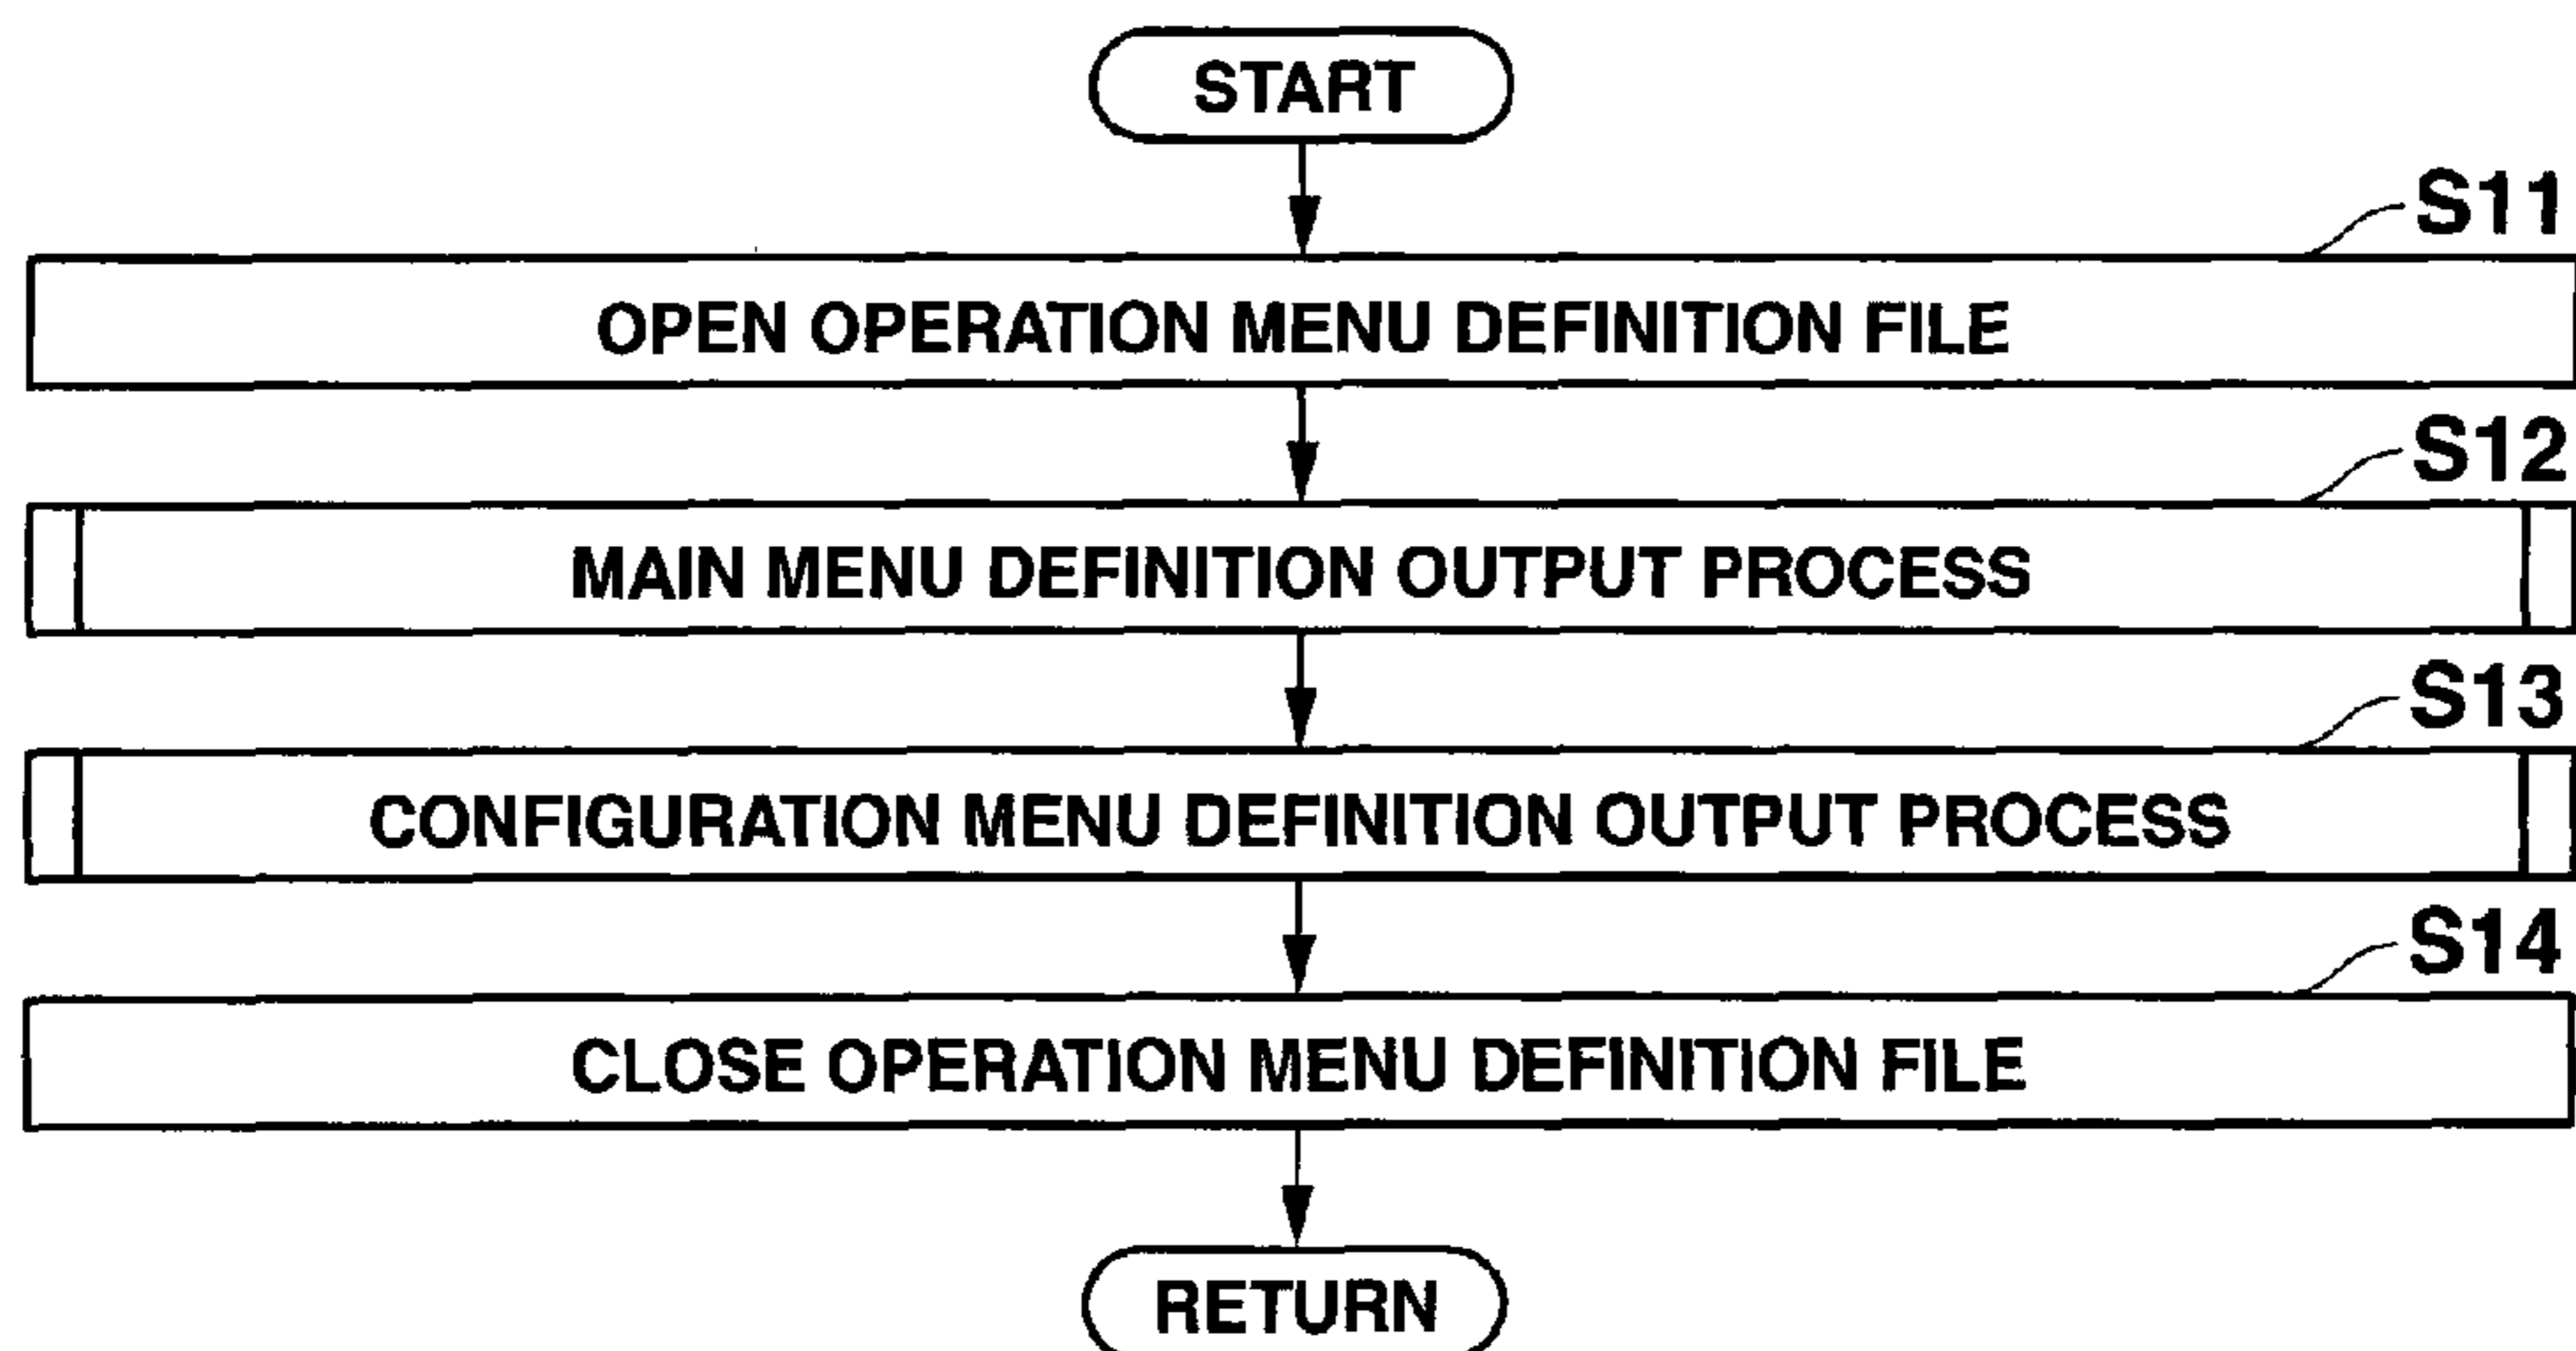 START
S11
OPEN OPERATION MENU DEFINITION FILE
S12
MAIN MENU DEFINITION OUTPUT PROCESS
S13
CONFIGURATION MENU DEFINITION OUTPUT PROCESS
S14
CLOSE OPERATION MENU DEFINITION FILE
RETURN